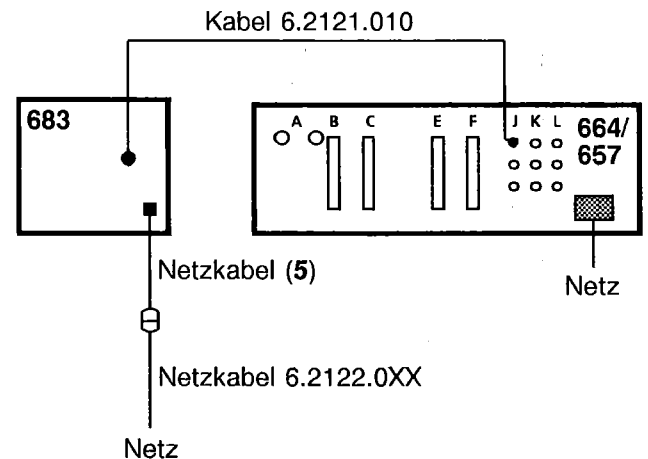 Kabel 6.2121.010
683
A B C E F J K L 664/
657
Netzkabel (5)
Netz
Netzkabel 6.2122.0XX
Netz